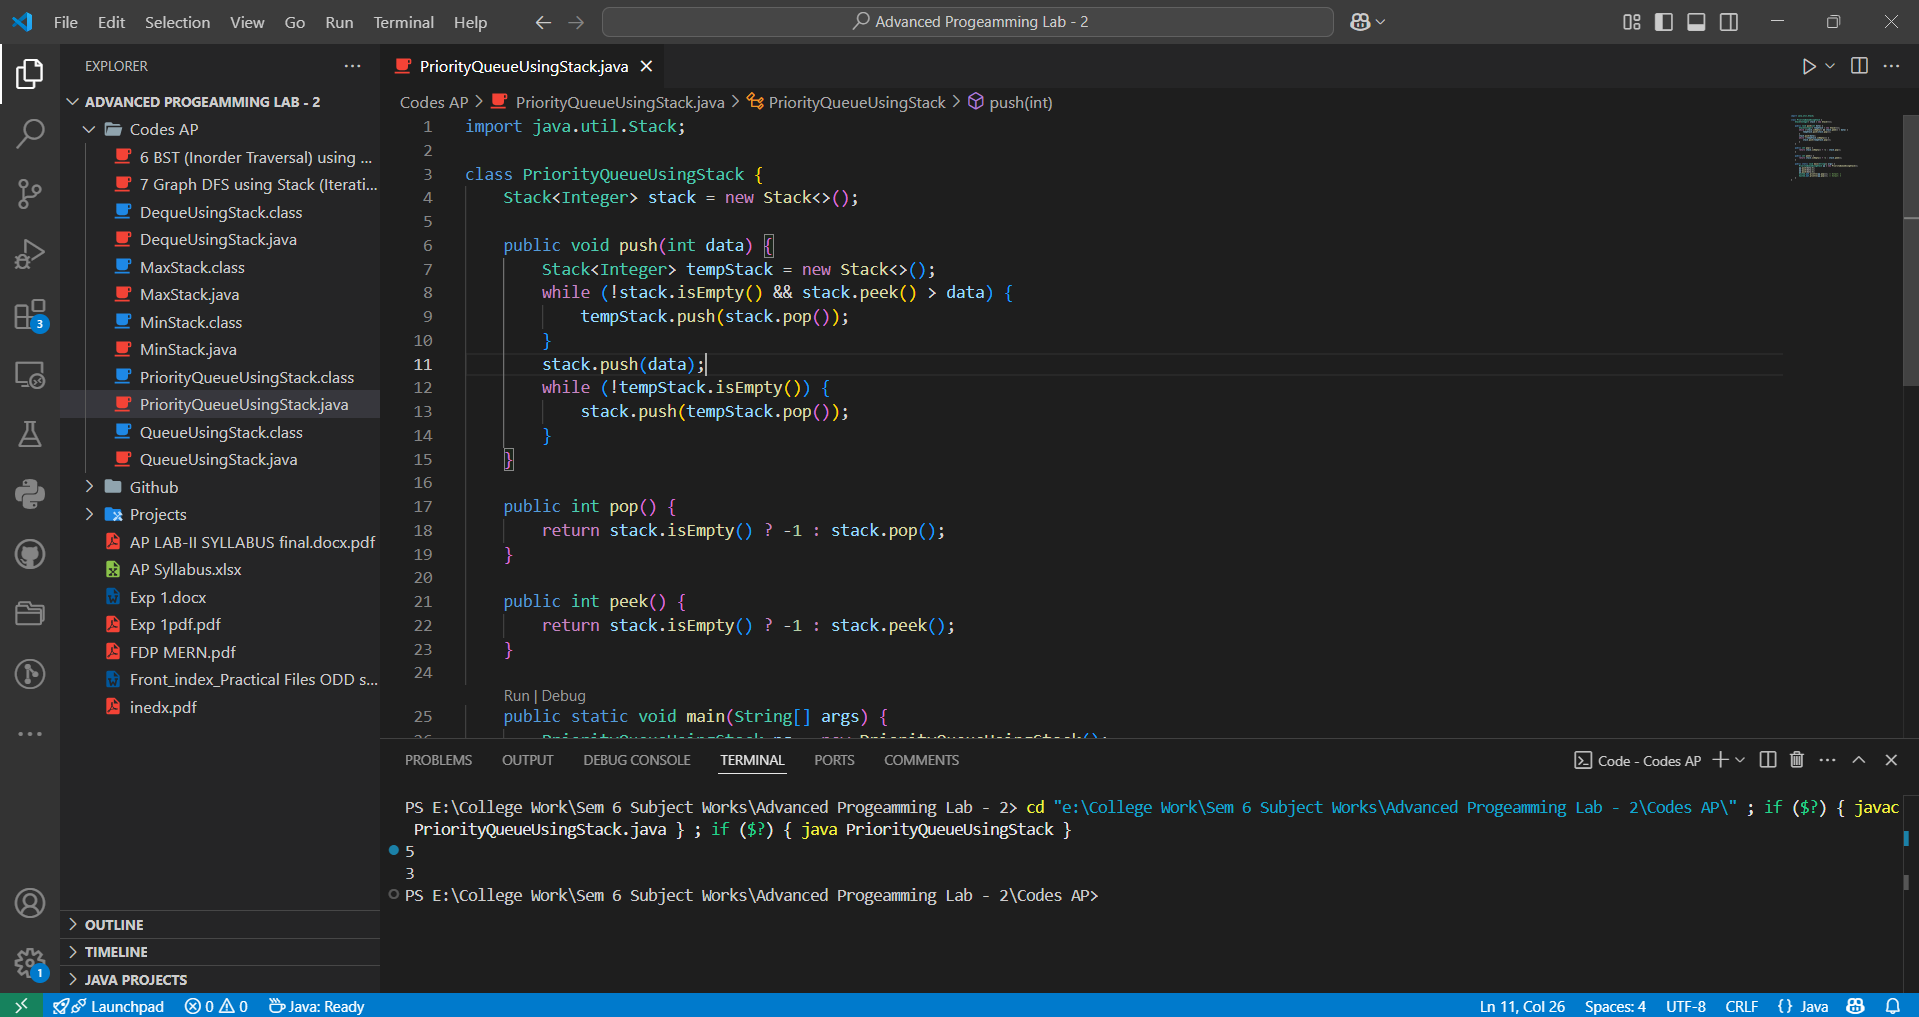 File Edit Selection View Go Run Terminal Help Advanced Progeamming Lab - 2
EXPLORER
ADVANCED PROGEAMMING LAB - 2
Codes AP
6 BST (Inorder Traversal) using ...
7 Graph DFS using Stack (Iterati...
DequeUsingStack.class
DequeUsingStack.java
MaxStack.class
MaxStack.java
MinStack.class
MinStack.java
PriorityQueueUsingStack.class
PriorityQueueUsingStack.java
QueueUsingStack.class
QueueUsingStack.java
Github
Projects
AP LAB-II SYLLABUS final.docx.pdf
AP Syllabus.xlsx
Exp 1.docx
Exp 1pdf.pdf
FDP MERN.pdf
Front_index_Practical Files ODD s...
inedx.pdf
OUTLINE
TIMELINE
JAVA PROJECTS
3
1
PriorityQueueUsingStack.java
Codes AP > PriorityQueueUsingStack.java > PriorityQueueUsingStack > push(int)
1 import java.util.Stack;
2
3 class PriorityQueueUsingStack {
4 Stack<Integer> stack = new Stack<>();
5
6 public void push(int data) {
7 Stack<Integer> tempStack = new Stack<>();
8 while (!stack.isEmpty() && stack.peek() > data) {
9 tempStack.push(stack.pop());
10 }
11 stack.push(data);
12 while (!tempStack.isEmpty()) {
13 stack.push(tempStack.pop());
14 }
15 }
16
17 public int pop() {
18 return stack.isEmpty() ? -1 : stack.pop();
19 }
20
21 public int peek() {
22 return stack.isEmpty() ? -1 : stack.peek();
23 }
24
Run | Debug
25 public static void main(String[] args) {
PROBLEMS OUTPUT DEBUG CONSOLE TERMINAL PORTS COMMENTS Code - Codes AP
PS E:\College Work\Sem 6 Subject Works\Advanced Progeamming Lab - 2> cd "e:\College Work\Sem 6 Subject Works\Advanced Progeamming Lab - 2\Codes AP\" ; if ($?) { javac
PriorityQueueUsingStack.java } ; if ($?) { java PriorityQueueUsingStack }
5
3
PS E:\College Work\Sem 6 Subject Works\Advanced Progeamming Lab - 2\Codes AP>
Launchpad 0 0 Java: Ready Ln 11, Col 26 Spaces: 4 UTF-8 CRLF {} Java